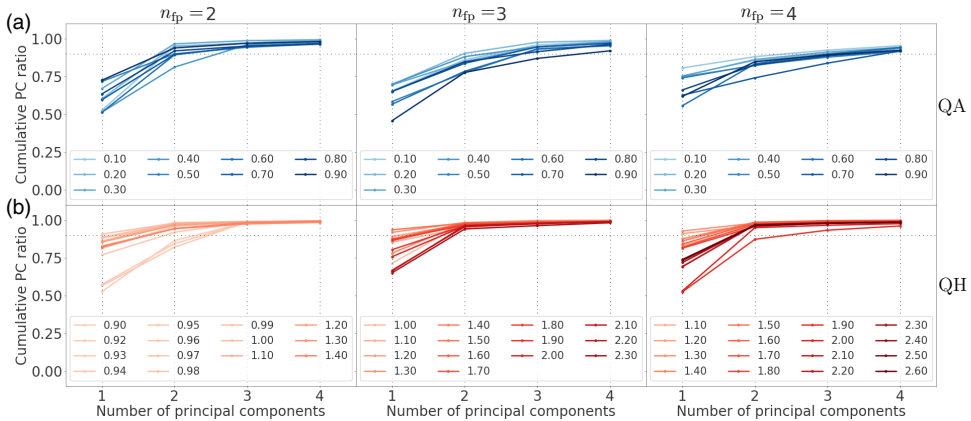 (a)
n_fp = 2
n_fp = 3
n_fp = 4
Cumulative PC ratio
1.00
0.75
0.50
0.25
0.00
0.10 0.40 0.60 0.80
0.20 0.50 0.70 0.90
0.30
0.10 0.40 0.60 0.80
0.20 0.50 0.70 0.90
0.30
0.10 0.40 0.60 0.80
0.20 0.50 0.70 0.90
0.30
QA
(b)
Cumulative PC ratio
1.00
0.75
0.50
0.25
0.00
0.90 0.95 0.99 1.20
0.92 0.96 1.00 1.30
0.93 0.97 1.10 1.40
0.94 0.98
1.00 1.40 1.80 2.10
1.10 1.50 1.90 2.20
1.20 1.60 2.00 2.30
1.30 1.70
1.10 1.50 1.90 2.30
1.20 1.60 2.00 2.40
1.30 1.70 2.10 2.50
1.40 1.80 2.20 2.60
QH
1 2 3 4
1 2 3 4
1 2 3 4
Number of principal components
Number of principal components
Number of principal components